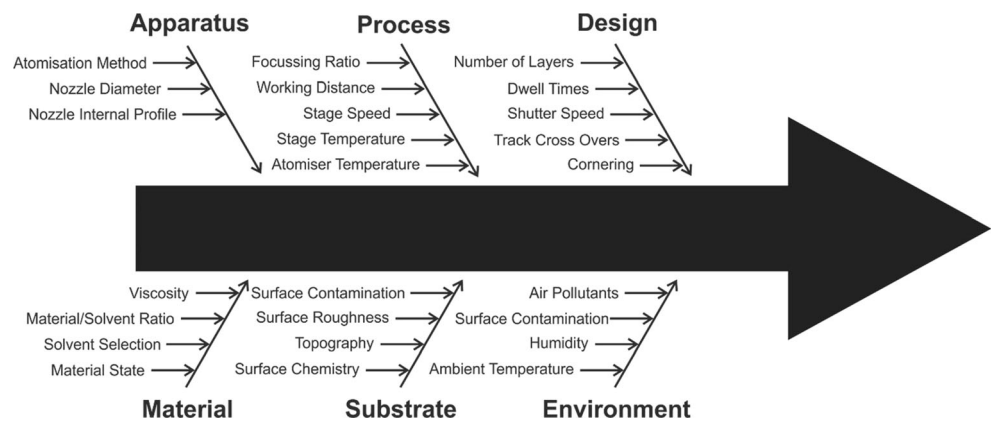 Apparatus
Atomisation Method
Nozzle Diameter
Nozzle Internal Profile
Process
Focussing Ratio
Working Distance
Stage Speed
Stage Temperature
Atomiser Temperature
Design
Number of Layers
Dwell Times
Shutter Speed
Track Cross Overs
Cornering
Viscosity
Material/Solvent Ratio
Solvent Selection
Material State
Material
Surface Contamination
Surface Roughness
Topography
Surface Chemistry
Substrate
Air Pollutants
Surface Contamination
Humidity
Ambient Temperature
Environment